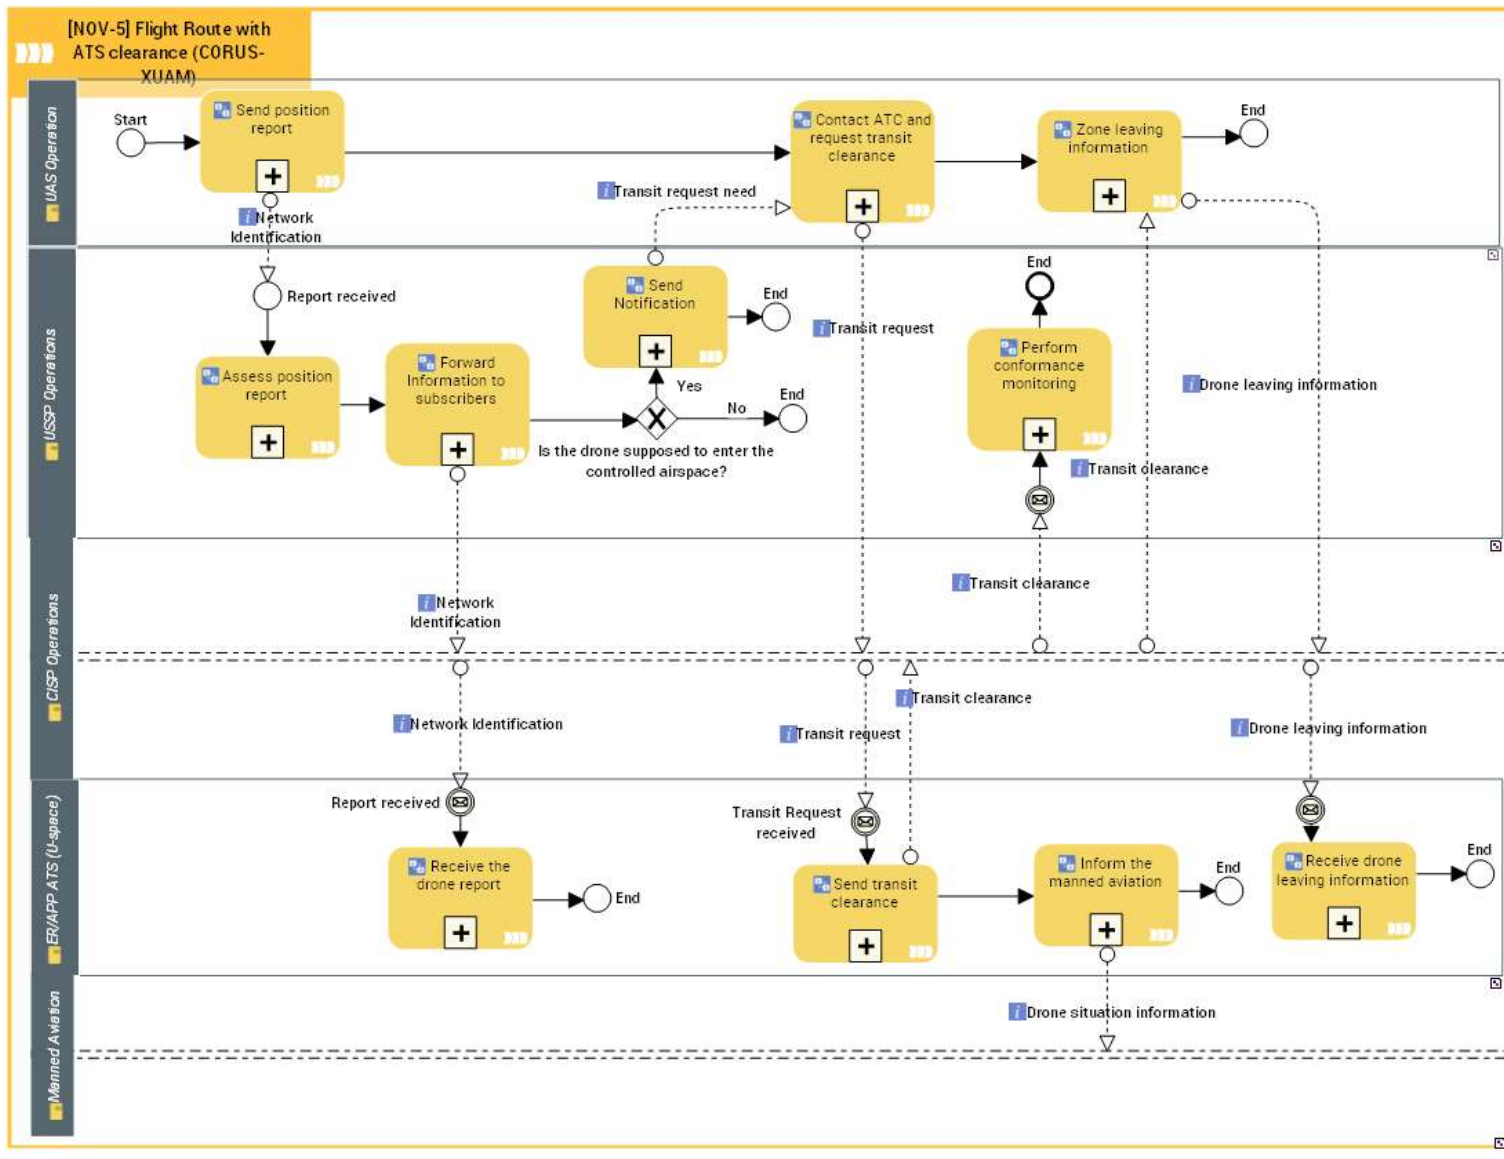 [NOV-5] Flight Route with
ATS clearance (CORUS-
XUAM)
UAS Operation
Start
Send position
report
Contact ATC and
request transit
clearance
Zone leaving
information
End
Transit request need
Network
Identification
USSP Operations
Report received
Send
Notification
End
End
Transit request
Perform
conformance
monitoring
Drone leaving information
Assess position
report
Forward
Information to
subscribers
Yes
No
End
Is the drone supposed to enter the
controlled airspace?
Transit clearance
CISP Operations
Network
Identification
Transit clearance
Network Identification
Transit request
Transit clearance
Drone leaving information
ER/APP ATS (U-space)
Report received
Transit Request
received
Receive the
drone report
End
Send transit
clearance
Inform the
manned aviation
End
Receive drone
leaving information
End
Manned Aviation
Drone situation information